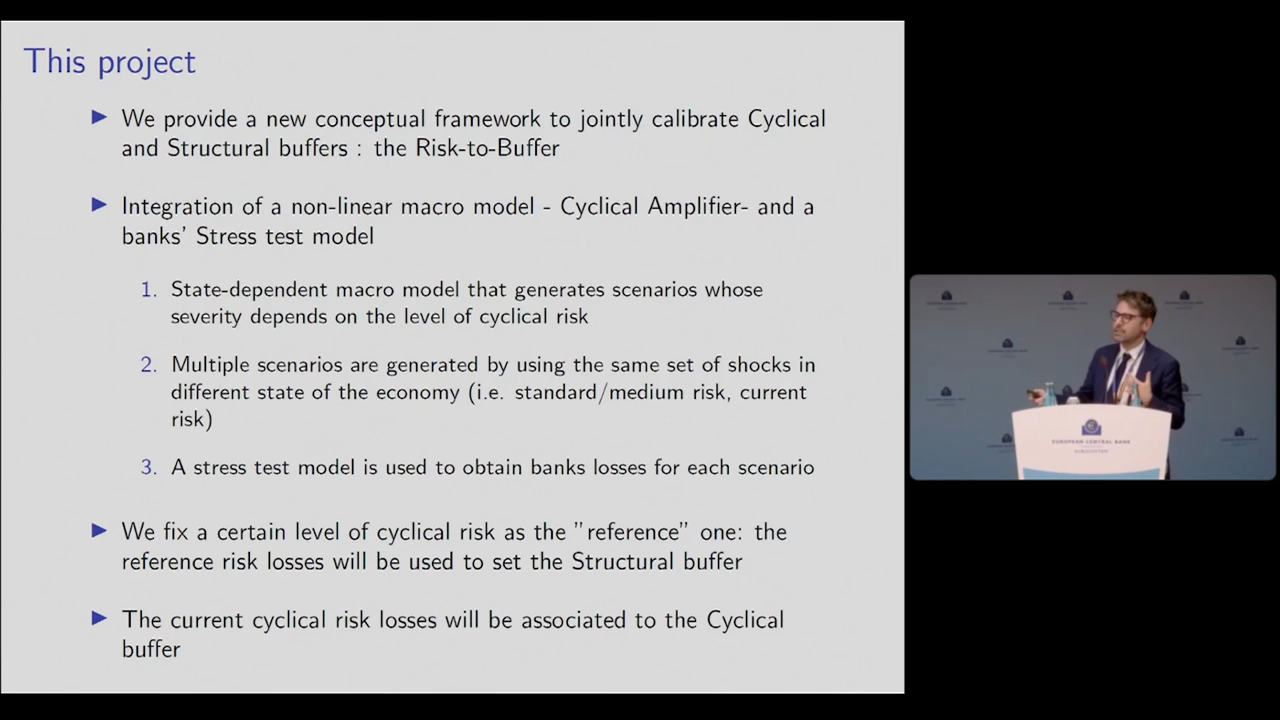 This project
▶ We provide a new conceptual framework to jointly calibrate Cyclical
and Structural buffers : the Risk-to-Buffer
▶ Integration of a non-linear macro model - Cyclical Amplifier- and a
banks' Stress test model
1. State-dependent macro model that generates scenarios whose
severity depends on the level of cyclical risk
2. Multiple scenarios are generated by using the same set of shocks in
different state of the economy (i.e. standard/medium risk, current
risk)
3. A stress test model is used to obtain banks losses for each scenario
▶ We fix a certain level of cyclical risk as the "reference" one: the
reference risk losses will be used to set the Structural buffer
▶ The current cyclical risk losses will be associated to the Cyclical
buffer
EUROPEAN CENTRAL BANK
EUROSYSTEM